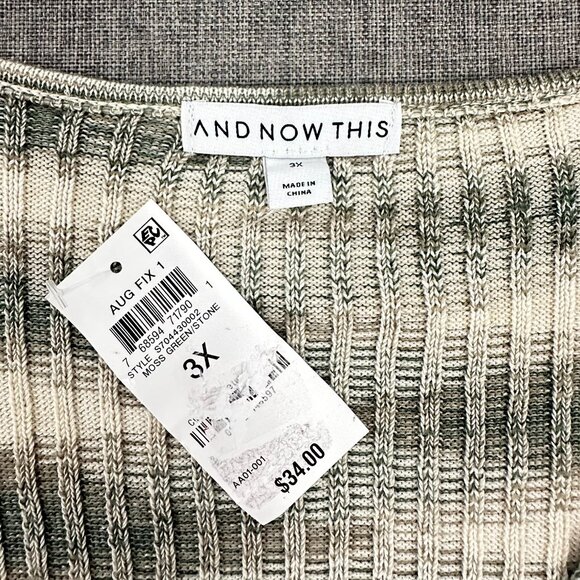 AND NOW THIS
3X
MADE IN
CHINA
AUG FIX 1
7 68594 71790 1
STYLE S704430002
MOSS GREEN/STONE
3X
AA01-001
$34.00